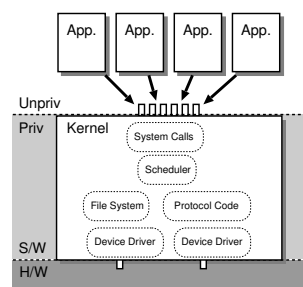 App. App. App. App.
Unpriv
Priv Kernel
System Calls
Scheduler
File System Protocol Code
Device Driver Device Driver
S/W
H/W